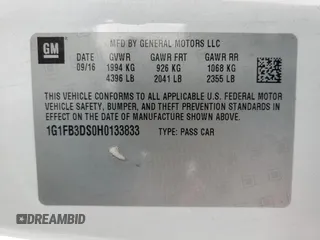 GM
MFD BY GENERAL MOTORS LLC
DATE GVWR GAWR FRT GAWR RR
09/16 1994 KG 926 KG 1068 KG
4396 LB 2041 LB 2355 LB
THIS VEHICLE CONFORMS TO ALL APPLICABLE U.S. FEDERAL MOTOR
VEHICLE SAFETY, BUMPER, AND THEFT PREVENTION STANDARDS IN
EFFECT ON THE DATE OF MANUFACTURE SHOWN ABOVE.
1G1FB3DS0H0133833 TYPE: PASS CAR
DREAMBID